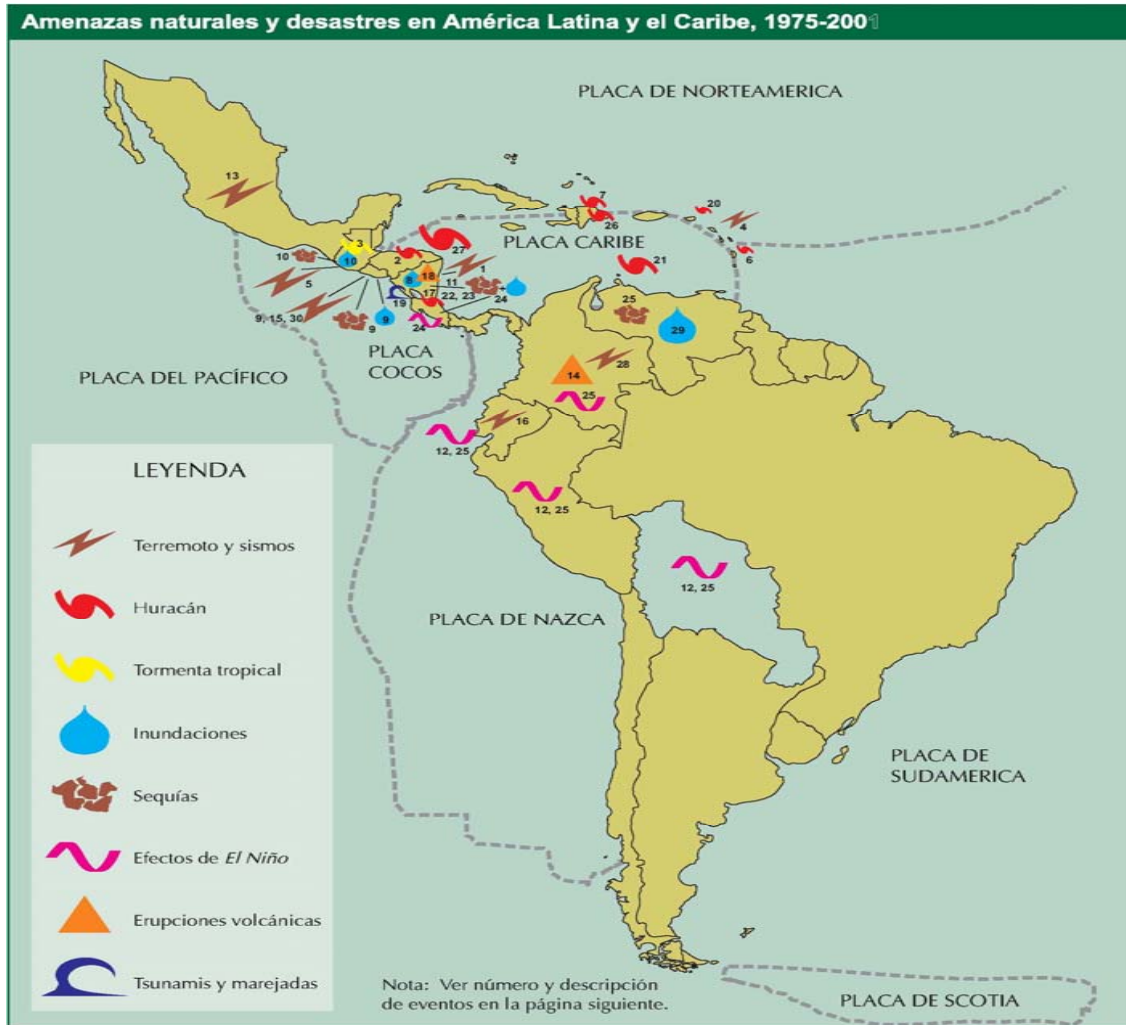 Amenazas naturales y desastres en América Latina y el Caribe, 1975-2001
PLACA DE NORTEAMERICA
13
7
26
20
4
6
PLACA CARIBE
3
10
10
2
27
21
5
8
18
11
1
17
22, 23
24
19
24
9, 15, 30
9
9
25
29
PLACA DEL PACÍFICO
PLACA
COCOS
14
28
25
16
12, 25
12, 25
12, 25
PLACA DE NAZCA
PLACA DE
SUDAMERICA
LEYENDA
Terremoto y sismos
Huracán
Tormenta tropical
Inundaciones
Sequías
Efectos de El Niño
Erupciones volcánicas
Tsunamis y marejadas
Nota: Ver número y descripción
de eventos en la página siguiente.
PLACA DE SCOTIA